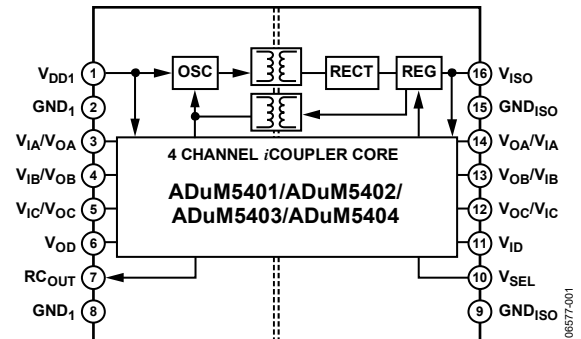 OSC
RECT
REG
V_DD1 1
16 V_ISO
GND_1 2
15 GND_ISO
V_IA/V_OA 3
14 V_OA/V_IA
4 CHANNEL iCOUPLER CORE
V_IB/V_OB 4
13 V_OB/V_IB
ADuM5401/ADuM5402/
ADuM5403/ADuM5404
V_IC/V_OC 5
12 V_OC/V_IC
V_OD 6
11 V_ID
RC_OUT 7
10 V_SEL
GND_1 8
9 GND_ISO
06577-001